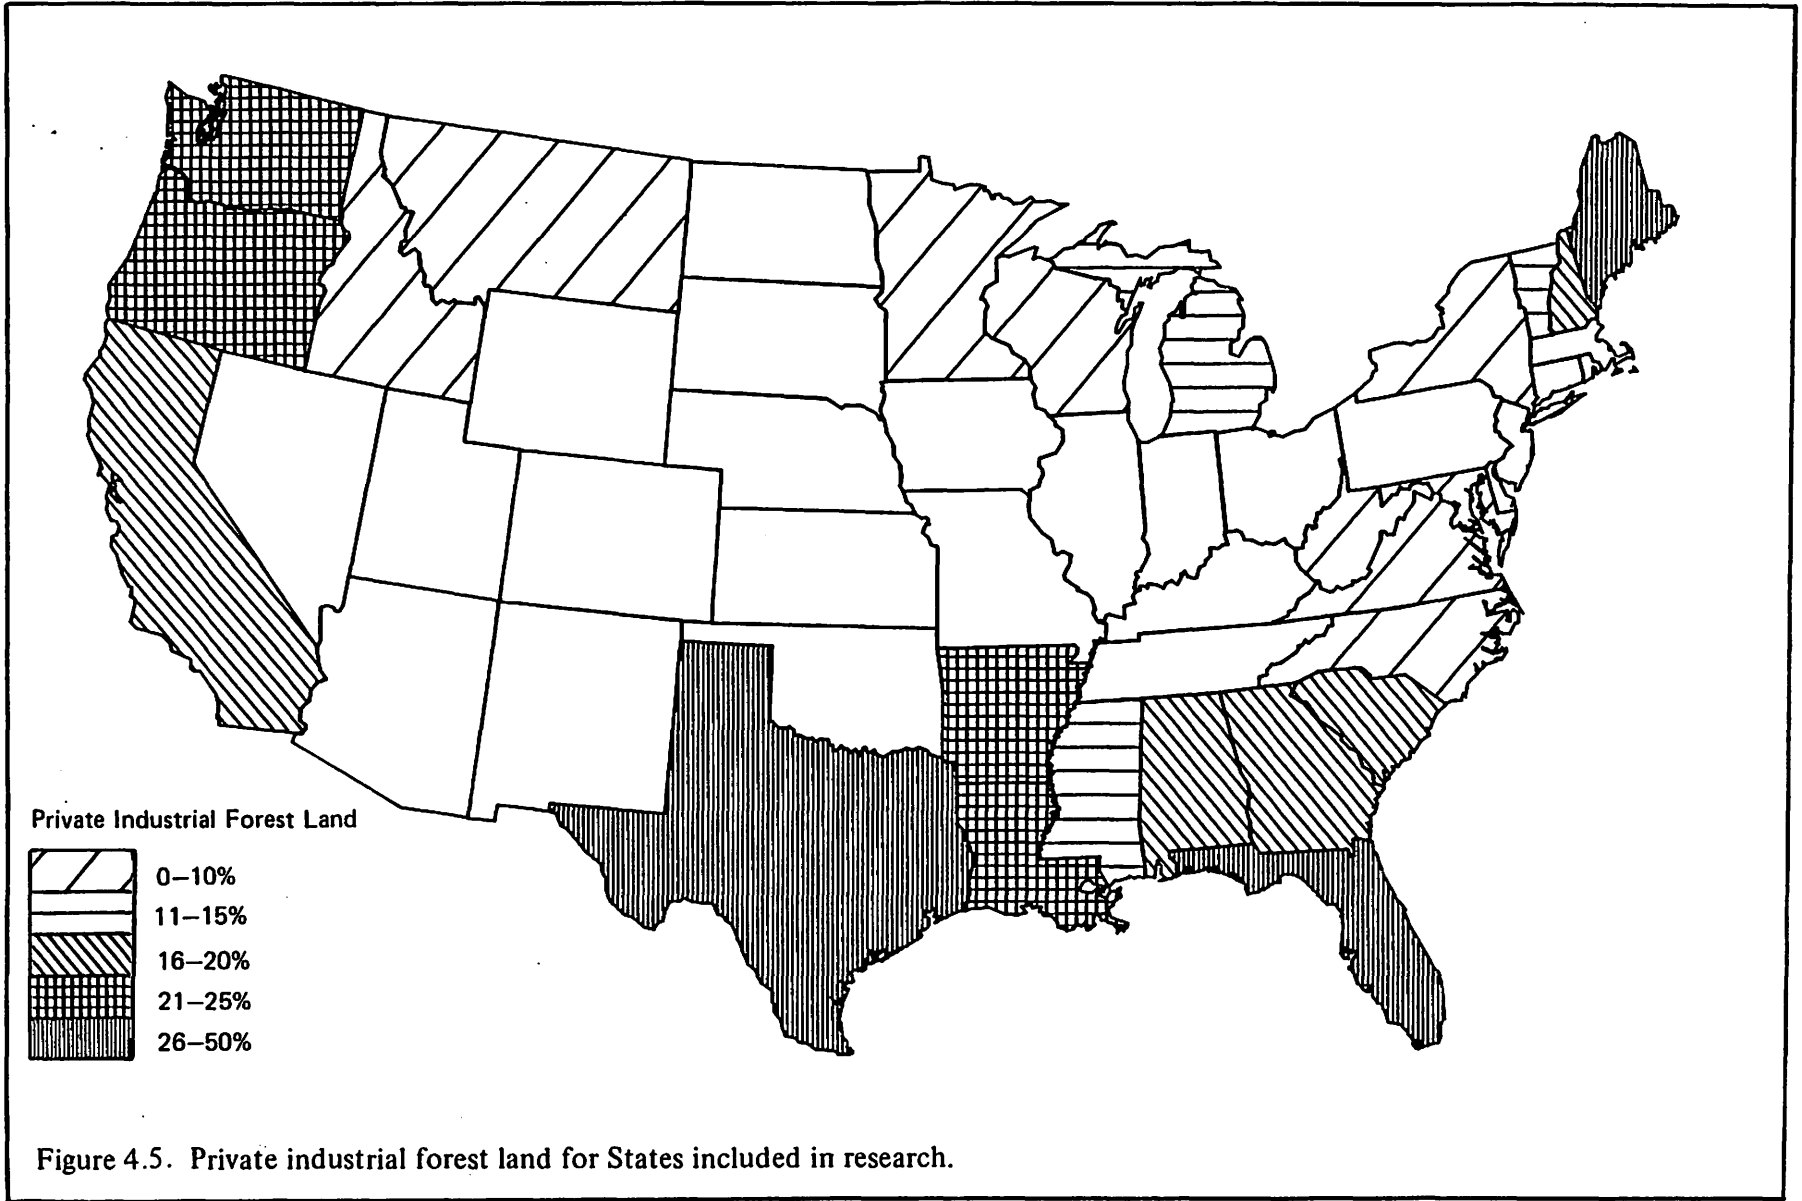 Private Industrial Forest Land
0–10%
11–15%
16–20%
21–25%
26–50%
Figure 4.5. Private industrial forest land for States included in research.